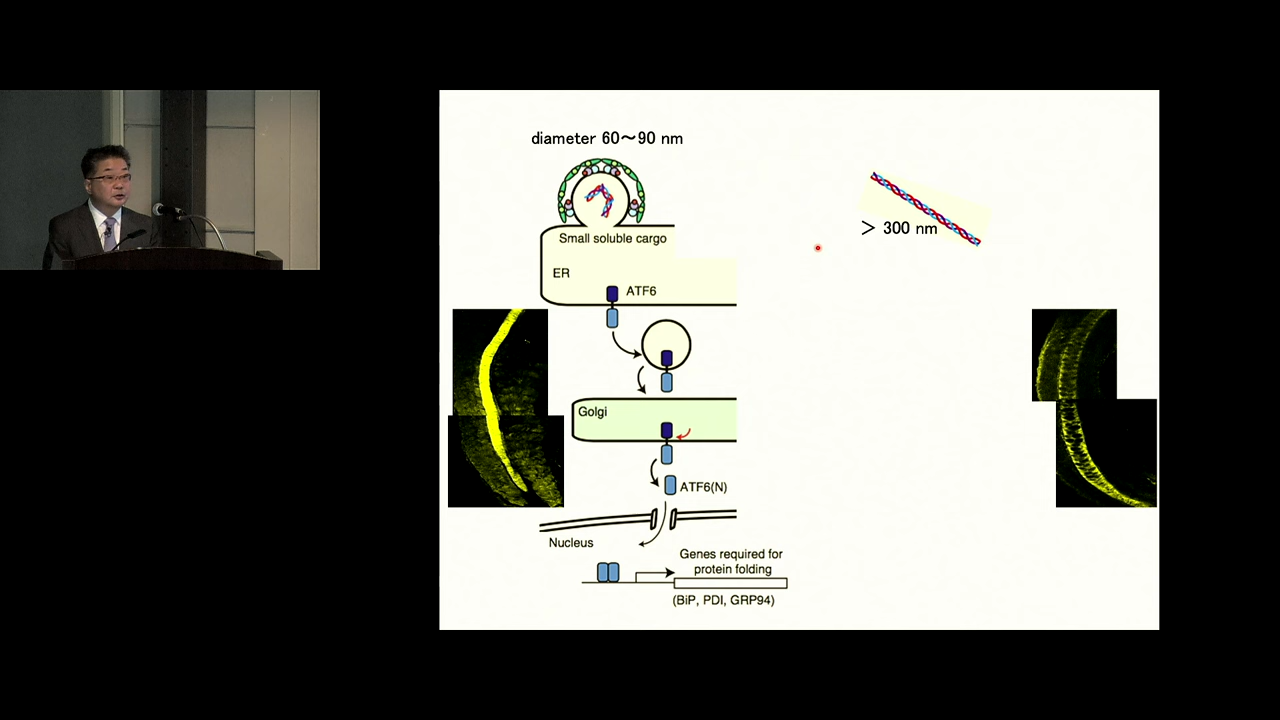 diameter 60〜90 nm
Small soluble cargo
ER
ATF6
> 300 nm
Golgi
ATF6(N)
Nucleus
Genes required for
protein folding
(BiP, PDI, GRP94)